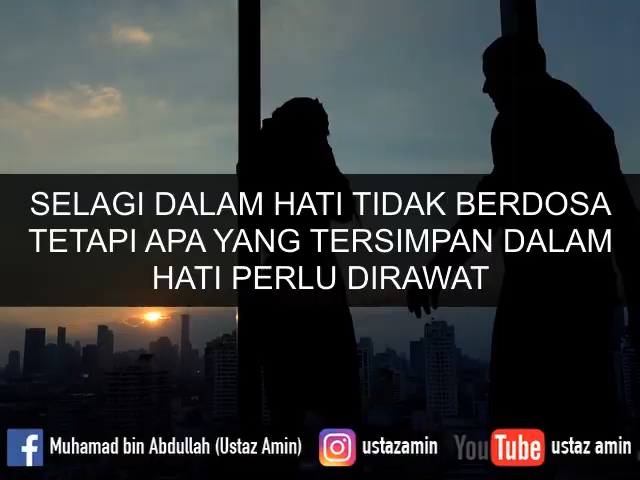 SELAGI DALAM HATI TIDAK BERDOSA
TETAPI APA YANG TERSIMPAN DALAM
HATI PERLU DIRAWAT
f Muhamad bin Abdullah (Ustaz Amin) ustazamin YouTube ustaz amin